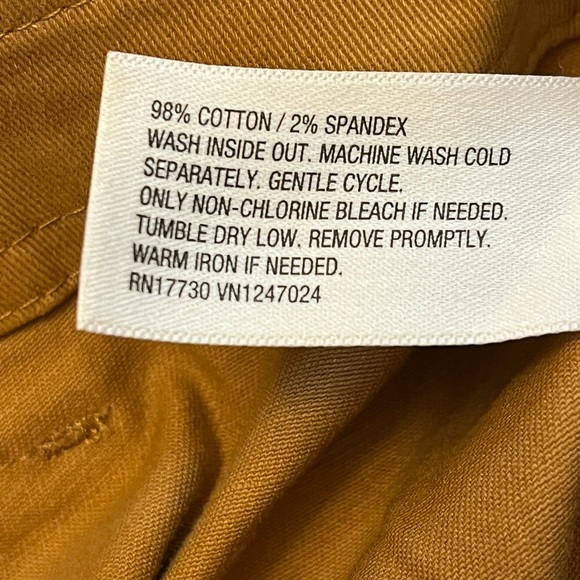 98% COTTON / 2% SPANDEX
WASH INSIDE OUT. MACHINE WASH COLD
SEPARATELY. GENTLE CYCLE.
ONLY NON-CHLORINE BLEACH IF NEEDED.
TUMBLE DRY LOW. REMOVE PROMPTLY.
WARM IRON IF NEEDED.
RN17730 VN1247024